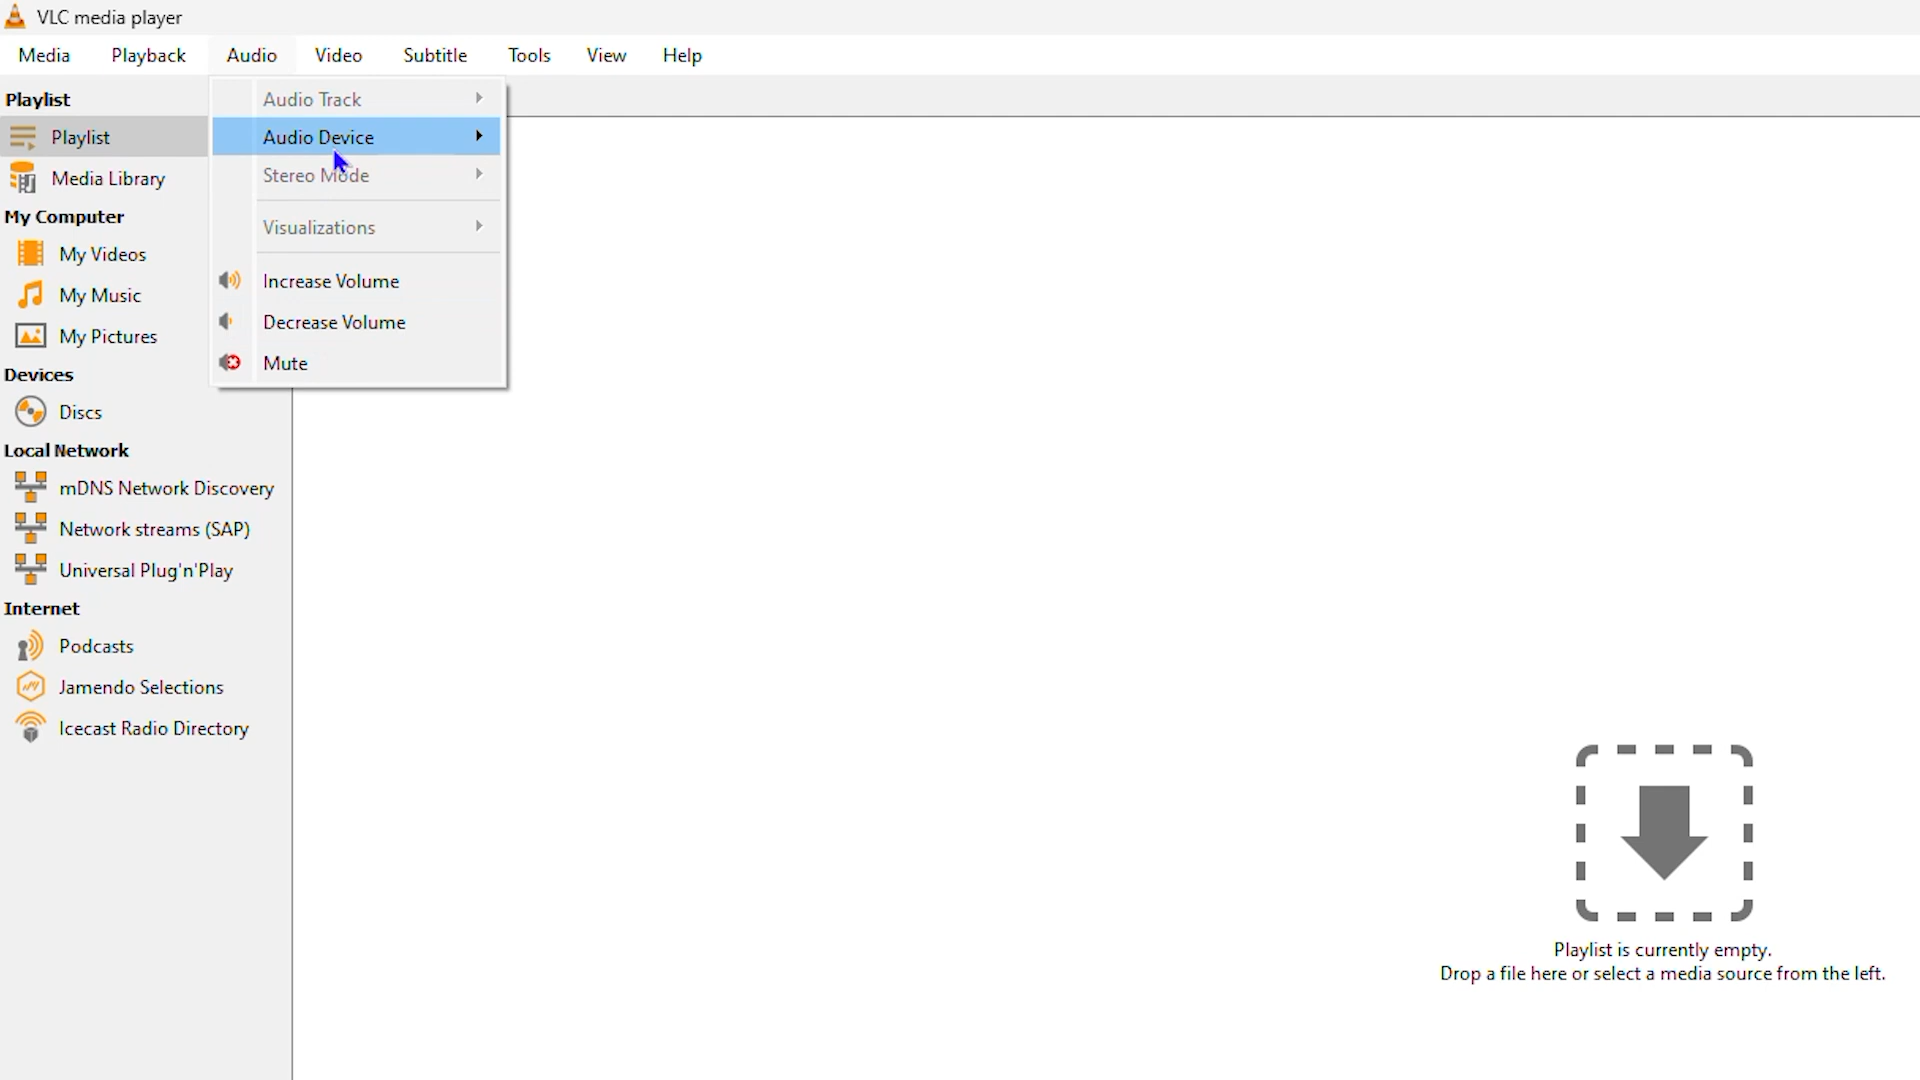 VLC media player
Media Playback Audio Video Subtitle Tools View Help
Playlist
Playlist
Media Library
My Computer
My Videos
My Music
My Pictures
Devices
Discs
Local Network
mDNS Network Discovery
Network streams (SAP)
Universal Plug'n'Play
Internet
Podcasts
Jamendo Selections
Icecast Radio Directory
Audio Track
Audio Device
Stereo Mode
Visualizations
Increase Volume
Decrease Volume
Mute
Playlist is currently empty.
Drop a file here or select a media source from the left.